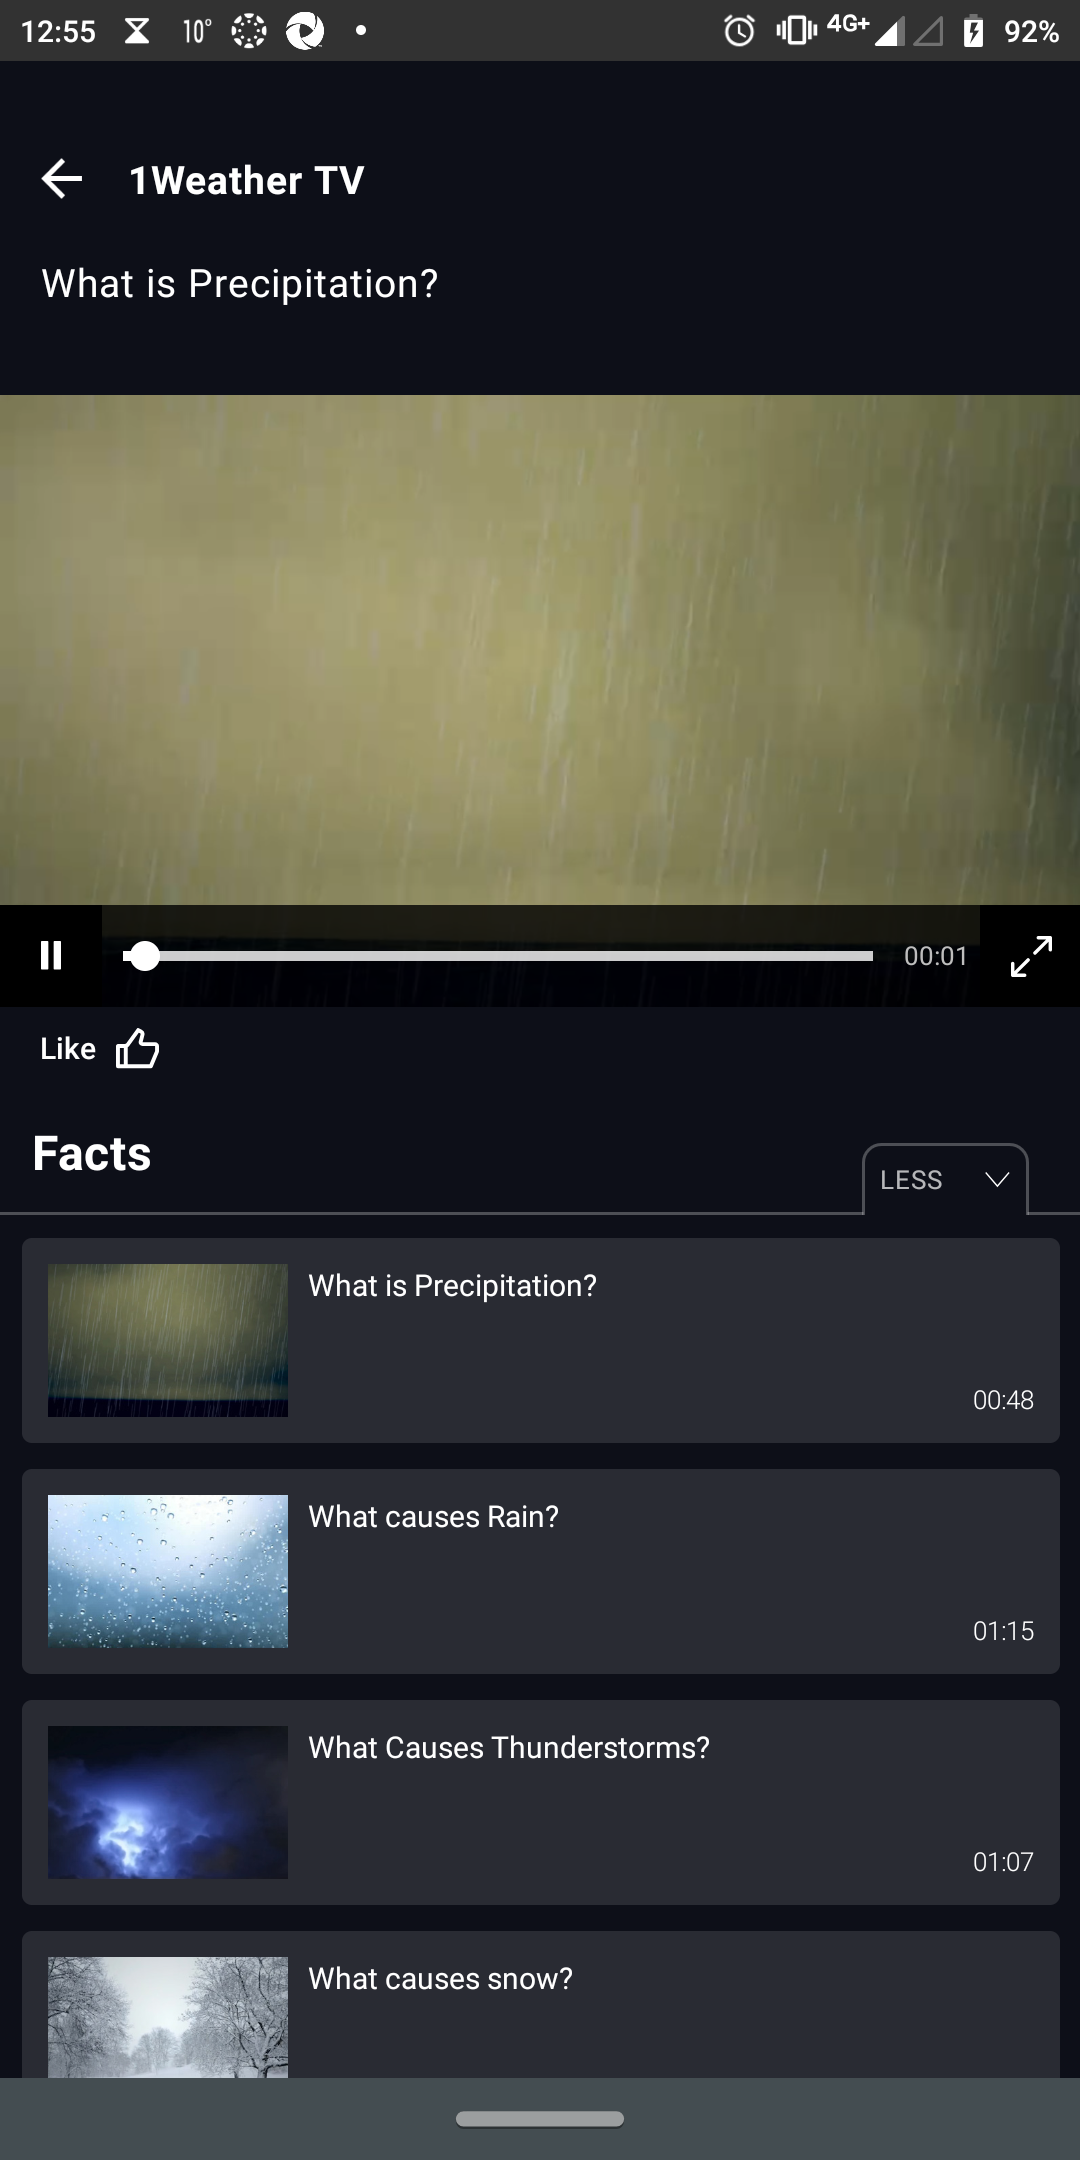 12:55 10° 4G+ 92%
1Weather TV
What is Precipitation?
00:01
Like
Facts
LESS
What is Precipitation?
00:48
What causes Rain?
01:15
What Causes Thunderstorms?
01:07
What causes snow?